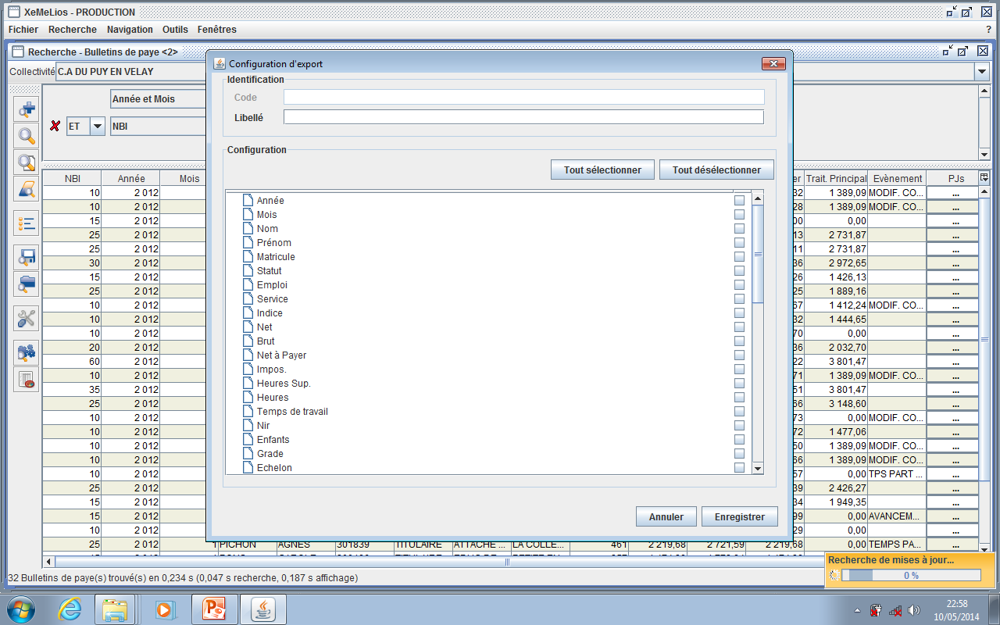 XeMeLios - PRODUCTION
Fichier Recherche Navigation Outils Fenêtres ?
Recherche - Bulletins de paye <2>
Collectivité C.A DU PUY EN VELAY
Année et Mois
ET NBI
Configuration d'export
Identification
Code
Libellé
Configuration
Tout sélectionner Tout désélectionner
Année
Mois
Nom
Prénom
Matricule
Statut
Emploi
Service
Indice
Net
Brut
Net à Payer
Impos.
Heures Sup.
Heures
Temps de travail
Nir
Enfants
Grade
Echelon
Annuler Enregistrer
NBI Année Mois er Trait. Principal Evènement PJs
10 2 012 32 1 389,09 MODIF. CO... ...
10 2 012 28 1 389,09 MODIF. CO... ...
15 2 012 00 0,00 ...
25 2 012 13 2 731,87 ...
25 2 012 11 2 731,87 ...
30 2 012 36 2 972,65 ...
15 2 012 26 1 426,13 ...
25 2 012 25 1 889,16 ...
10 2 012 67 1 412,24 MODIF. CO... ...
10 2 012 32 1 444,65 ...
10 2 012 70 0,00 ...
20 2 012 36 2 032,70 ...
60 2 012 22 3 801,47 ...
10 2 012 71 1 389,09 MODIF. CO... ...
35 2 012 51 3 801,47 ...
25 2 012 66 3 148,60 ...
10 2 012 73 0,00 MODIF. CO... ...
10 2 012 72 1 477,06 ...
10 2 012 50 1 389,09 MODIF. CO... ...
10 2 012 66 1 389,09 MODIF. CO... ...
10 2 012 57 0,00 TPS PART ... ...
25 2 012 39 2 426,27 ...
15 2 012 34 1 949,35 ...
15 2 012 99 0,00 AVANCEM... ...
10 2 012 29 0,00 ...
25 2 012 1 PICHON AGNES 301839 TITULAIRE ATTACHE ... LA COLLE... 461 2 219,68 2 721,59 2 219,68 0,00 TEMPS PA... ...
32 Bulletins de paye(s) trouvé(s) en 0,234 s (0,047 s recherche, 0,187 s affichage)
Recherche de mises à jour...
0 %
22:58
10/05/2014